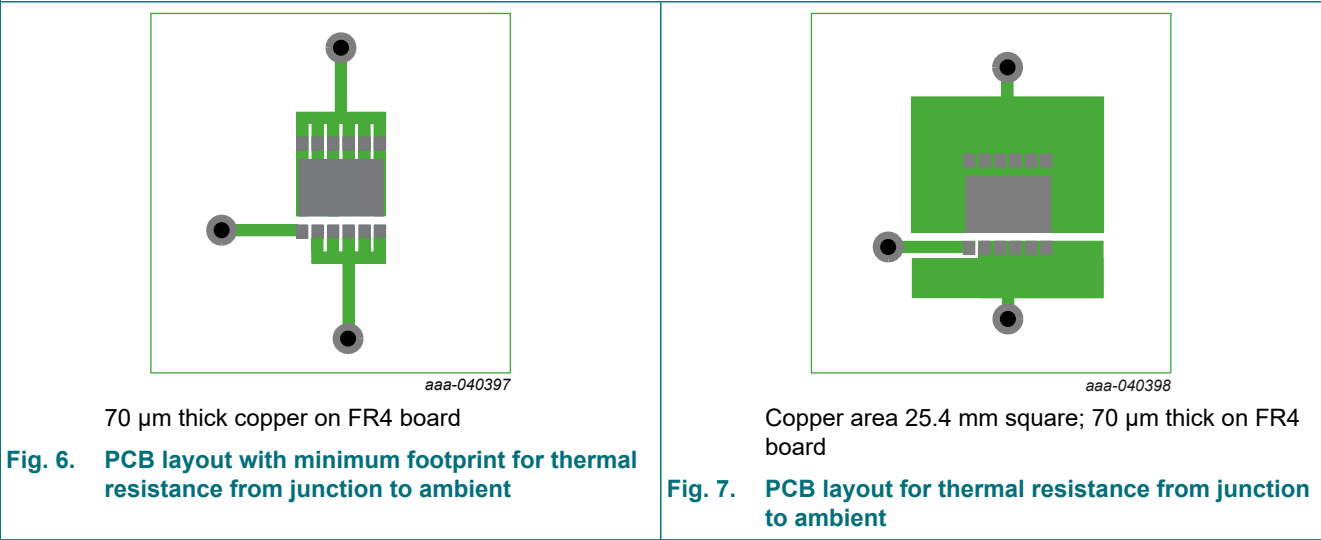 aaa-040397
70 µm thick copper on FR4 board
Fig. 6. PCB layout with minimum footprint for thermal
resistance from junction to ambient
aaa-040398
Copper area 25.4 mm square; 70 µm thick on FR4
board
Fig. 7. PCB layout for thermal resistance from junction
to ambient